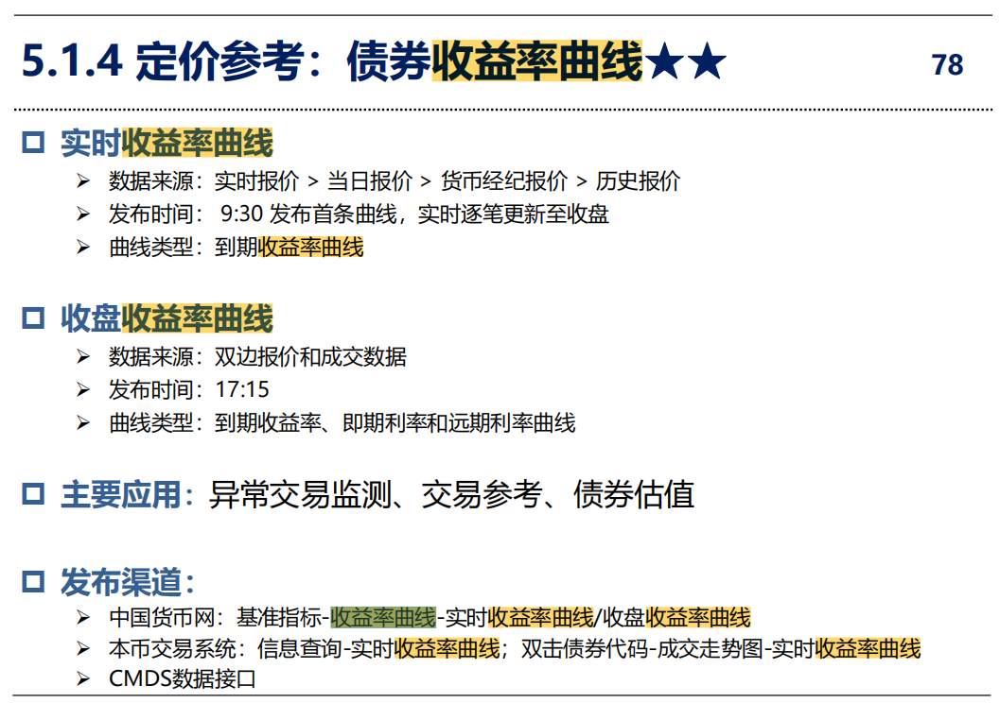 5.1.4 定价参考：债券收益率曲线★★
78
实时收益率曲线
数据来源：实时报价 > 当日报价 > 货币经纪报价 > 历史报价
发布时间： 9:30 发布首条曲线，实时逐笔更新至收盘
曲线类型：到期收益率曲线
收盘收益率曲线
数据来源：双边报价和成交数据
发布时间：17:15
曲线类型：到期收益率、即期利率和远期利率曲线
主要应用：异常交易监测、交易参考、债券估值
发布渠道：
中国货币网：基准指标-收益率曲线-实时收益率曲线/收盘收益率曲线
本币交易系统：信息查询-实时收益率曲线；双击债券代码-成交走势图-实时收益率曲线
CMDS数据接口